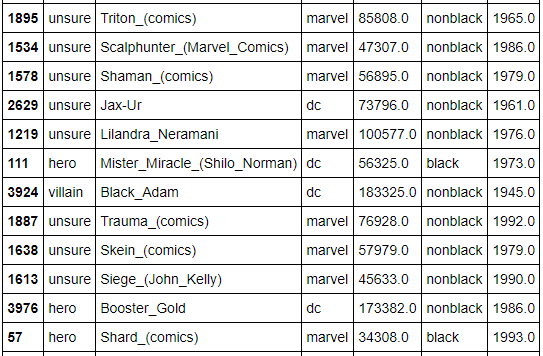 1895 unsure Triton_(comics) marvel 85808.0 nonblack 1965.0
1534 unsure Scalphunter_(Marvel_Comics) marvel 47307.0 nonblack 1986.0
1578 unsure Shaman_(comics) marvel 56895.0 nonblack 1979.0
2629 unsure Jax-Ur dc 73796.0 nonblack 1961.0
1219 unsure Lilandra_Neramani marvel 100577.0 nonblack 1976.0
111 hero Mister_Miracle_(Shilo_Norman) dc 56325.0 black 1973.0
3924 villain Black_Adam dc 183325.0 nonblack 1945.0
1887 unsure Trauma_(comics) marvel 76928.0 nonblack 1992.0
1638 unsure Skein_(comics) marvel 57979.0 nonblack 1979.0
1613 unsure Siege_(John_Kelly) marvel 45633.0 nonblack 1990.0
3976 hero Booster_Gold dc 173382.0 nonblack 1986.0
57 hero Shard_(comics) marvel 34308.0 black 1993.0